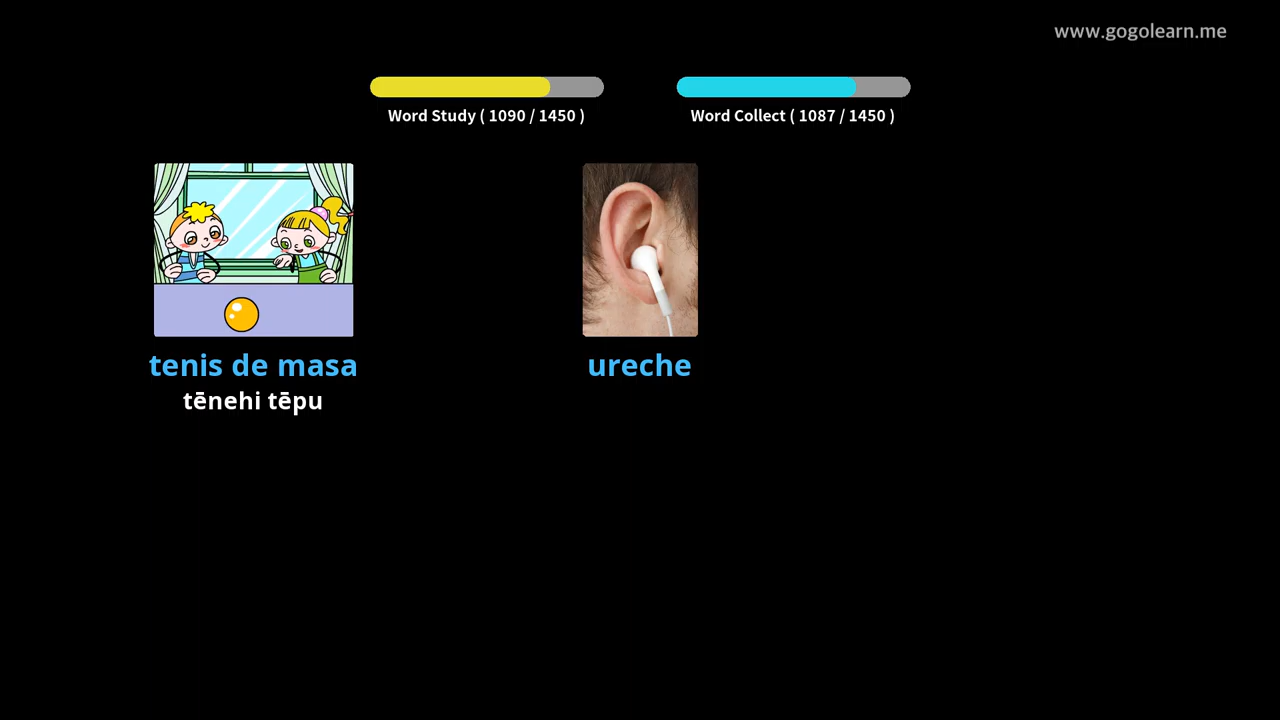 www.gogolearn.me
Word Study ( 1090 / 1450 )
Word Collect ( 1087 / 1450 )
tenis de masa
tēnehi tēpu
ureche